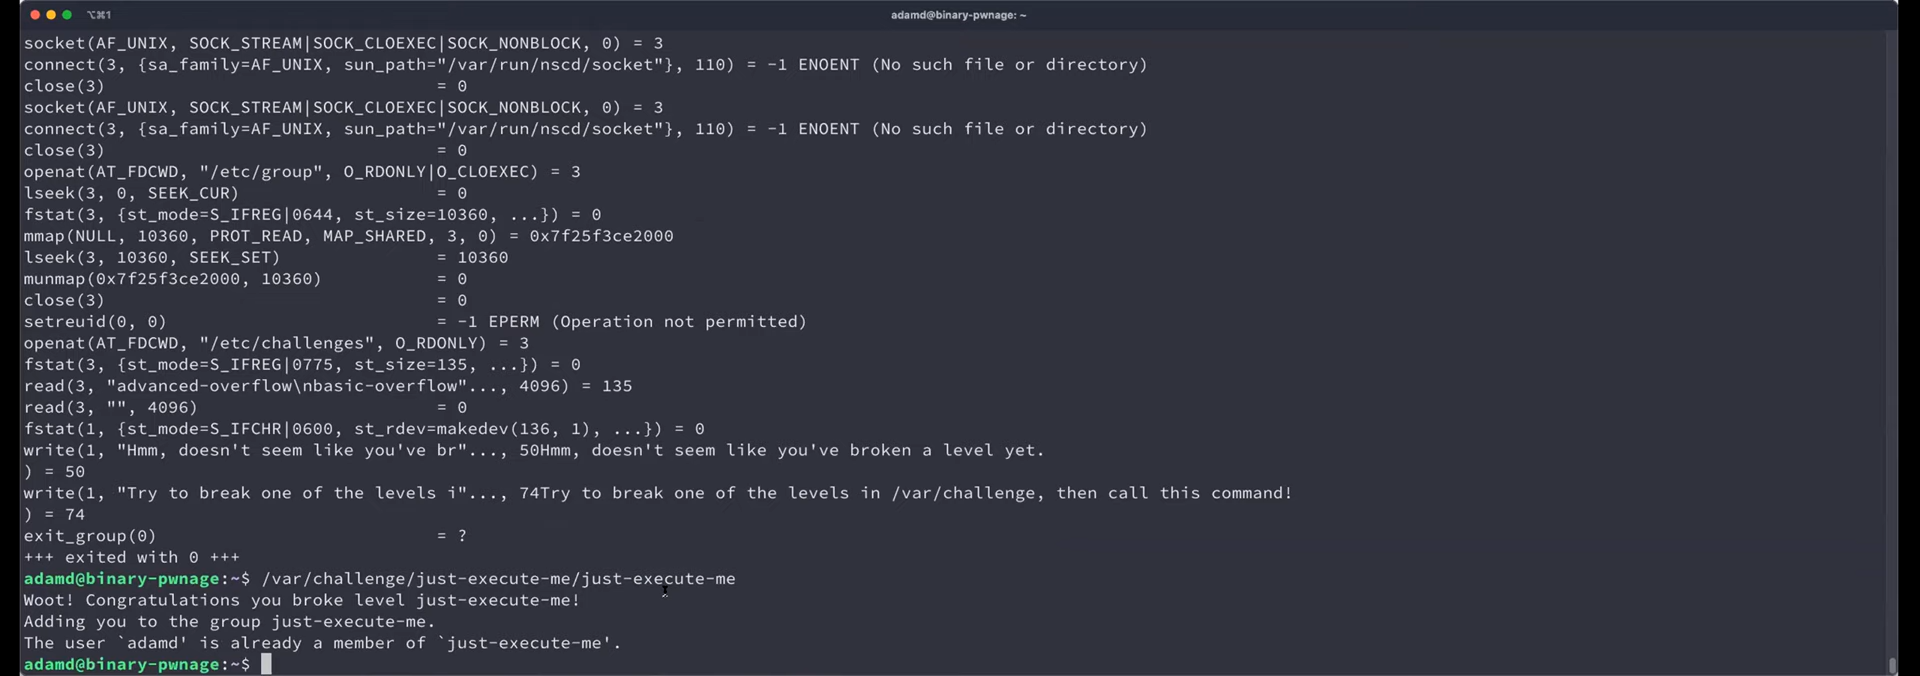 ⌥⌘1
adamd@binary-pwnage: ~
socket(AF_UNIX, SOCK_STREAM|SOCK_CLOEXEC|SOCK_NONBLOCK, 0) = 3
connect(3, {sa_family=AF_UNIX, sun_path="/var/run/nscd/socket"}, 110) = -1 ENOENT (No such file or directory)
close(3)                                = 0
socket(AF_UNIX, SOCK_STREAM|SOCK_CLOEXEC|SOCK_NONBLOCK, 0) = 3
connect(3, {sa_family=AF_UNIX, sun_path="/var/run/nscd/socket"}, 110) = -1 ENOENT (No such file or directory)
close(3)                                = 0
openat(AT_FDCWD, "/etc/group", O_RDONLY|O_CLOEXEC) = 3
lseek(3, 0, SEEK_CUR)                   = 0
fstat(3, {st_mode=S_IFREG|0644, st_size=10360, ...}) = 0
mmap(NULL, 10360, PROT_READ, MAP_SHARED, 3, 0) = 0x7f25f3ce2000
lseek(3, 10360, SEEK_SET)               = 10360
munmap(0x7f25f3ce2000, 10360)           = 0
close(3)                                = 0
setreuid(0, 0)                          = -1 EPERM (Operation not permitted)
openat(AT_FDCWD, "/etc/challenges", O_RDONLY) = 3
fstat(3, {st_mode=S_IFREG|0775, st_size=135, ...}) = 0
read(3, "advanced-overflow\nbasic-overflow"..., 4096) = 135
read(3, "", 4096)                       = 0
fstat(1, {st_mode=S_IFCHR|0600, st_rdev=makedev(136, 1), ...}) = 0
write(1, "Hmm, doesn't seem like you've br"..., 50Hmm, doesn't seem like you've broken a level yet.
) = 50
write(1, "Try to break one of the levels i"..., 74Try to break one of the levels in /var/challenge, then call this command!
) = 74
exit_group(0)                           = ?
+++ exited with 0 +++
adamd@binary-pwnage:~$ /var/challenge/just-execute-me/just-execute-me
Woot! Congratulations you broke level just-execute-me!
Adding you to the group just-execute-me.
The user `adamd' is already a member of `just-execute-me'.
adamd@binary-pwnage:~$